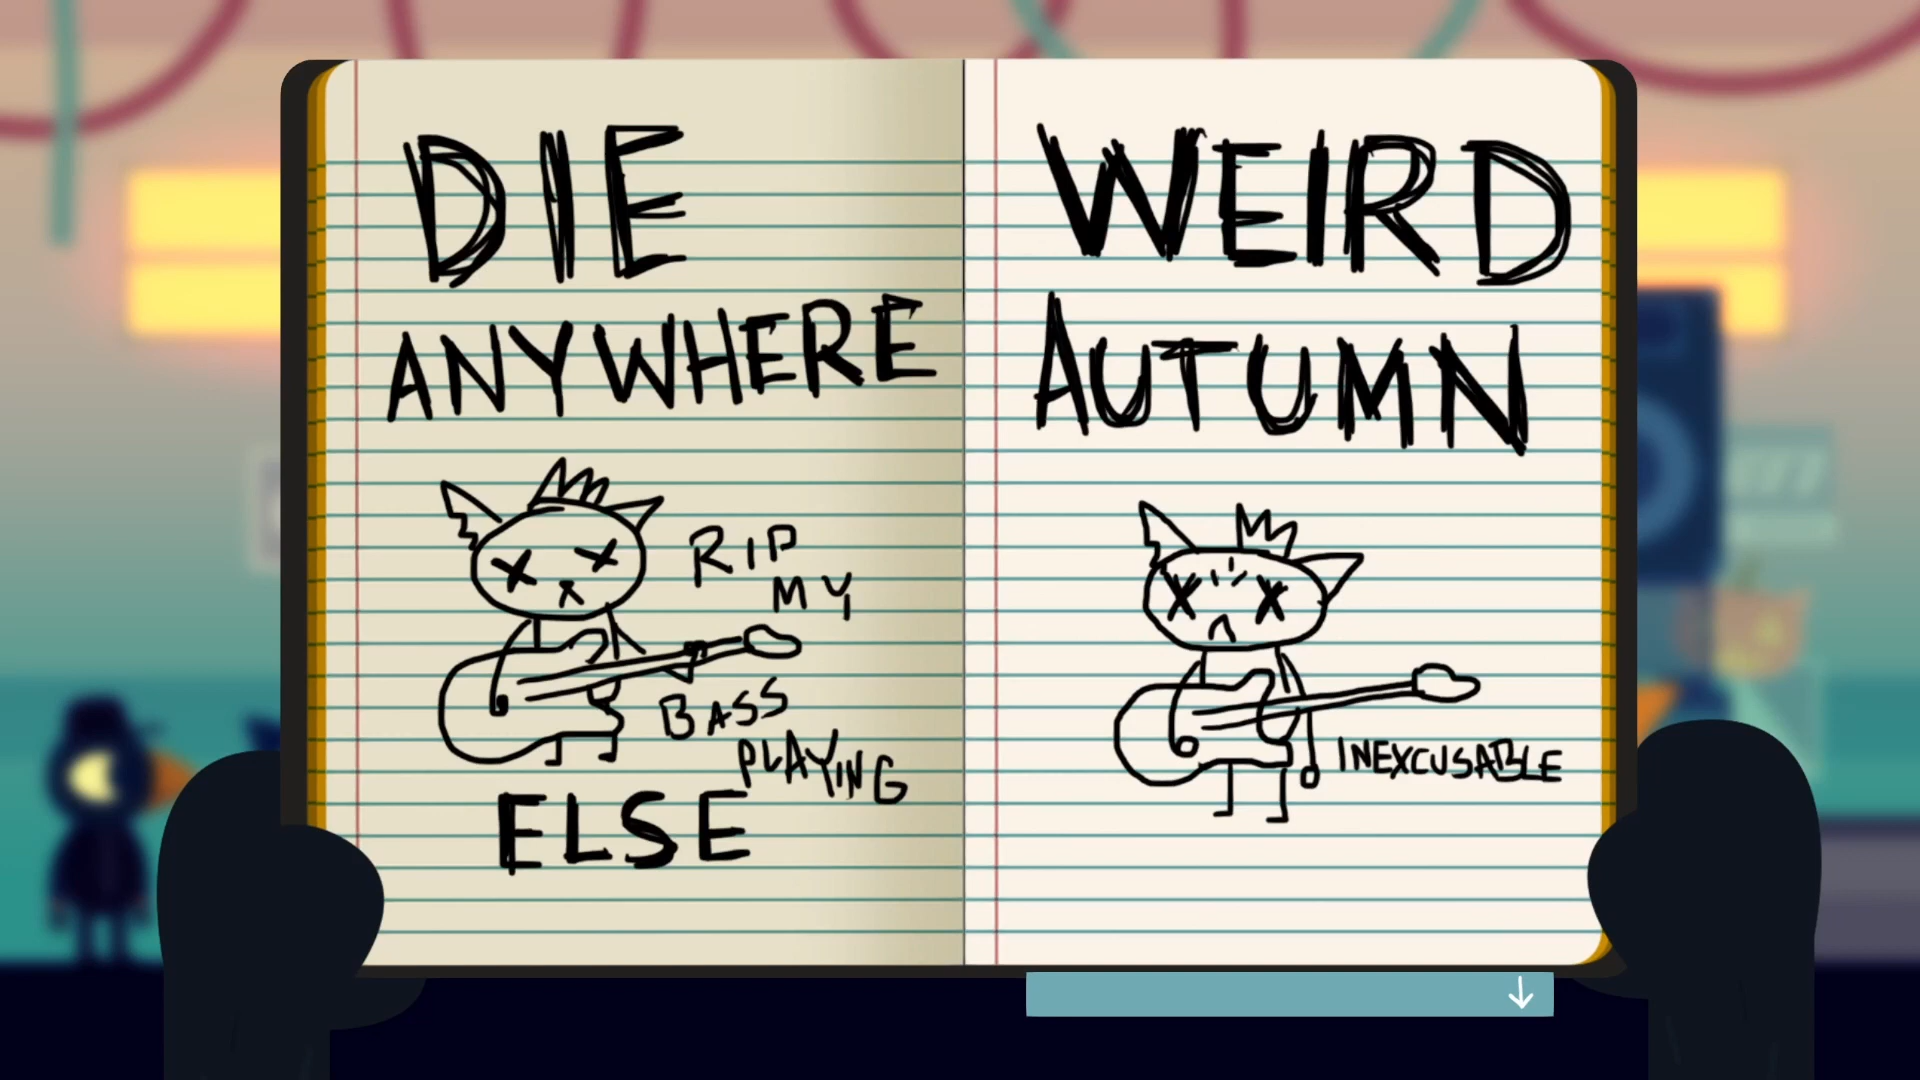 DIE
ANYWHERE
RIP
MY
BASS
PLAYING
ELSE
WEIRD
AUTUMN
INEXCUSABLE